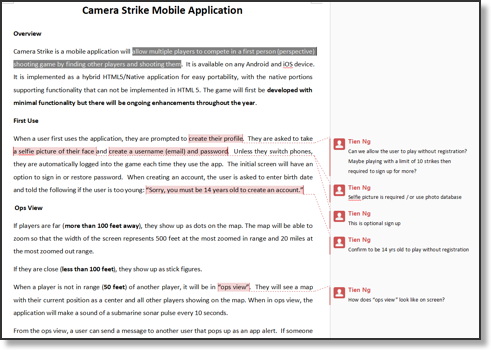 Camera Strike Mobile Application
Overview
Camera Strike is a mobile application will allow multiple players to compete in a first person (perspective)
shooting game by finding other players and shooting them. It is available on any Android and iOS device.
It is implemented as a hybrid HTML5/Native application for easy portability, with the native portions
supporting functionality that can not be implemented in HTML 5. The game will first be developed with
minimal functionality but there will be ongoing enhancements throughout the year.
First Use
When a user first uses the application, they are prompted to create their profile. They are asked to take
a selfie picture of their face and create a username (email) and password. Unless they switch phones,
they are automatically logged into the game each time they use the app. The initial screen will have an
option to sign in or restore password. When creating an account, the user is asked to enter birth date
and told the following if the user is too young: "Sorry, you must be 14 years old to create an account."
Ops View
If players are far (more than 100 feet away), they show up as dots on the map. The map will be able to
zoom so that the width of the screen represents 500 feet at the most zoomed in range and 20 miles at
the most zoomed out range.
If they are close (less than 100 feet), they show up as stick figures.
When a player is not in range (50 feet) of another player, it will be in "ops view". They will see a map
with their current position as a center and all other players showing on the map. When in ops view, the
application will make a sound of a submarine sonar pulse every 10 seconds.
From the ops view, a user can send a message to another user that pops up as an app alert. If someone
Tien Ng
Can we allow the user to play without registration?
Maybe playing with a limit of 10 strikes then
required to sign up for more?
Tien Ng
Selfie picture is required / or use photo database
Tien Ng
This is optional sign up
Tien Ng
Confirm to be 14 yrs old to play without registration
Tien Ng
How does "ops view" look like on screen?